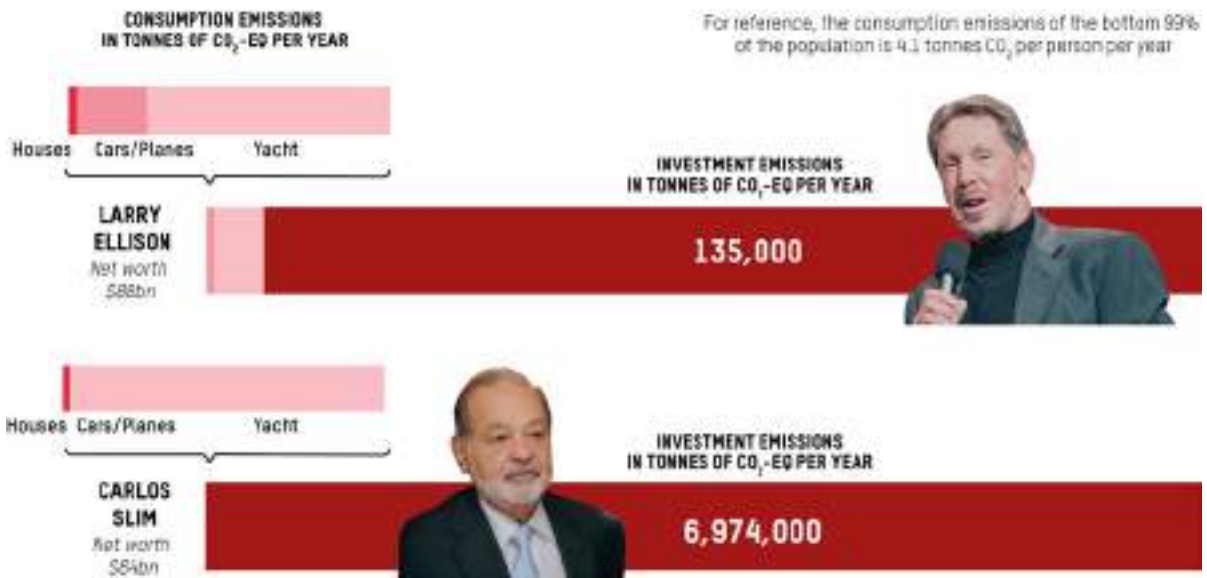 CONSUMPTION EMISSIONS
IN TONNES OF CO₂-EQ PER YEAR
For reference, the consumption emissions of the bottom 99%
of the population is 4.1 tonnes CO₂ per person per year
Houses Cars/Planes Yacht
INVESTMENT EMISSIONS
IN TONNES OF CO₂-EQ PER YEAR
LARRY
ELLISON
Net worth
$88bn
135,000
Houses Cars/Planes Yacht
INVESTMENT EMISSIONS
IN TONNES OF CO₂-EQ PER YEAR
CARLOS
SLIM
Net worth
$84bn
6,974,000